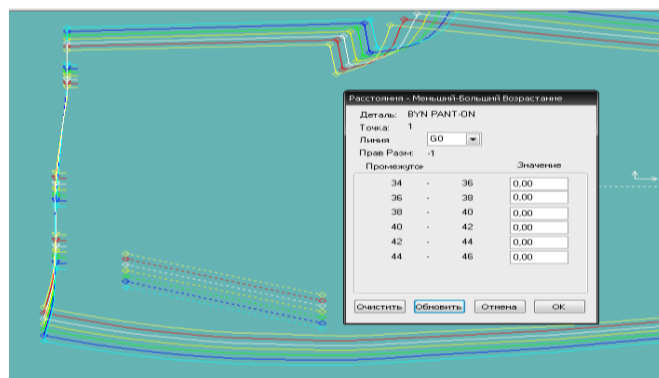 Расстояния - Меньший-Больший Возрастание
Деталь: BYN PANT-ON
Точка: 1
Линия G0
Прав Разм: -1
Промежуток Значение
34 - 36 0,00
36 - 38 0,00
38 - 40 0,00
40 - 42 0,00
42 - 44 0,00
44 - 46 0,00
Очистить Обновить Отмена OK